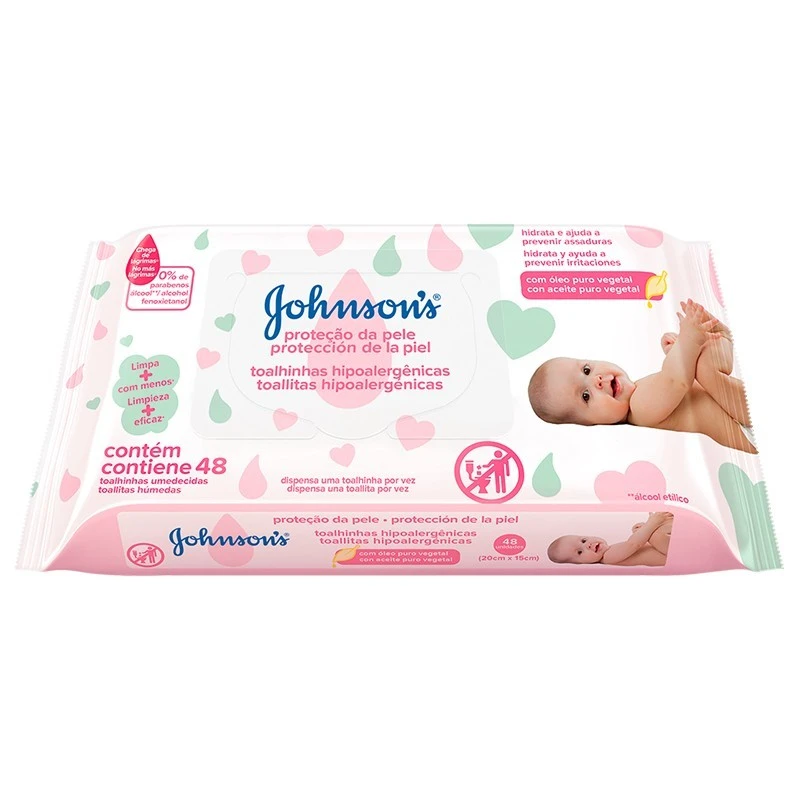 Chega
de
lágrimas*
No más
lágrimas*
0% de
parabenos
álcool**/ alcohol
fenoxietanol
Johnson's®
proteção da pele
protección de la piel
toalhinhas hipoalergênicas
toallitas hipoalergénicas
hidrata e ajuda a
prevenir assaduras
hidrata y ayuda a
prevenir irritaciones
com óleo puro vegetal
con aceite puro vegetal
Limpa
+
com menos*
Limpieza
+
eficaz*
contém
contiene 48
toalhinhas umedecidas
toallitas húmedas
dispensa uma toalhinha por vez
dispensa una toallita por vez
**álcool etílico
Johnson's®
proteção da pele • protección de la piel
toalhinhas hipoalergênicas
toallitas hipoalergénicas
com óleo puro vegetal
con aceite puro vegetal
48
unidades
(20cm x 15cm)